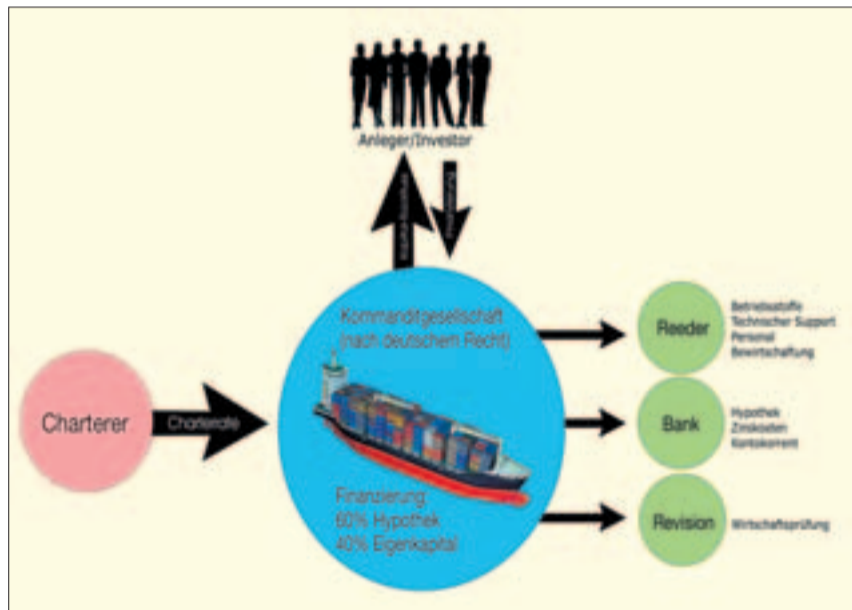 Anleger/Investor
Kommanditgesellschaft
(nach deutschem Recht)
Charterer
Charterrate
Finanzierung:
60% Hypothek
40% Eigenkapital
Reeder
Betriebsstoffe
Technischer Support
Personal
Bewirtschaftung
Bank
Hypothek
Zinskosten
Kontokorrent
Revision
Wirtschaftsprüfung